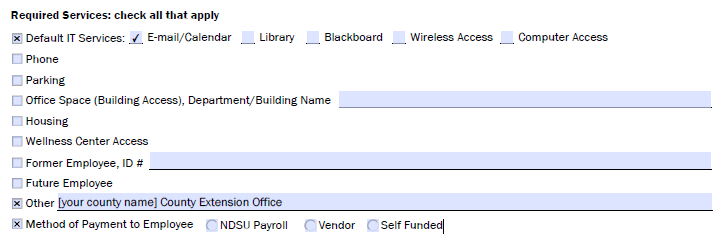 Required Services: check all that apply
Default IT Services: E-mail/Calendar Library Blackboard Wireless Access Computer Access
Phone
Parking
Office Space (Building Access), Department/Building Name
Housing
Wellness Center Access
Former Employee, ID #
Future Employee
Other [your county name] County Extension Office
Method of Payment to Employee NDSU Payroll Vendor Self Funded